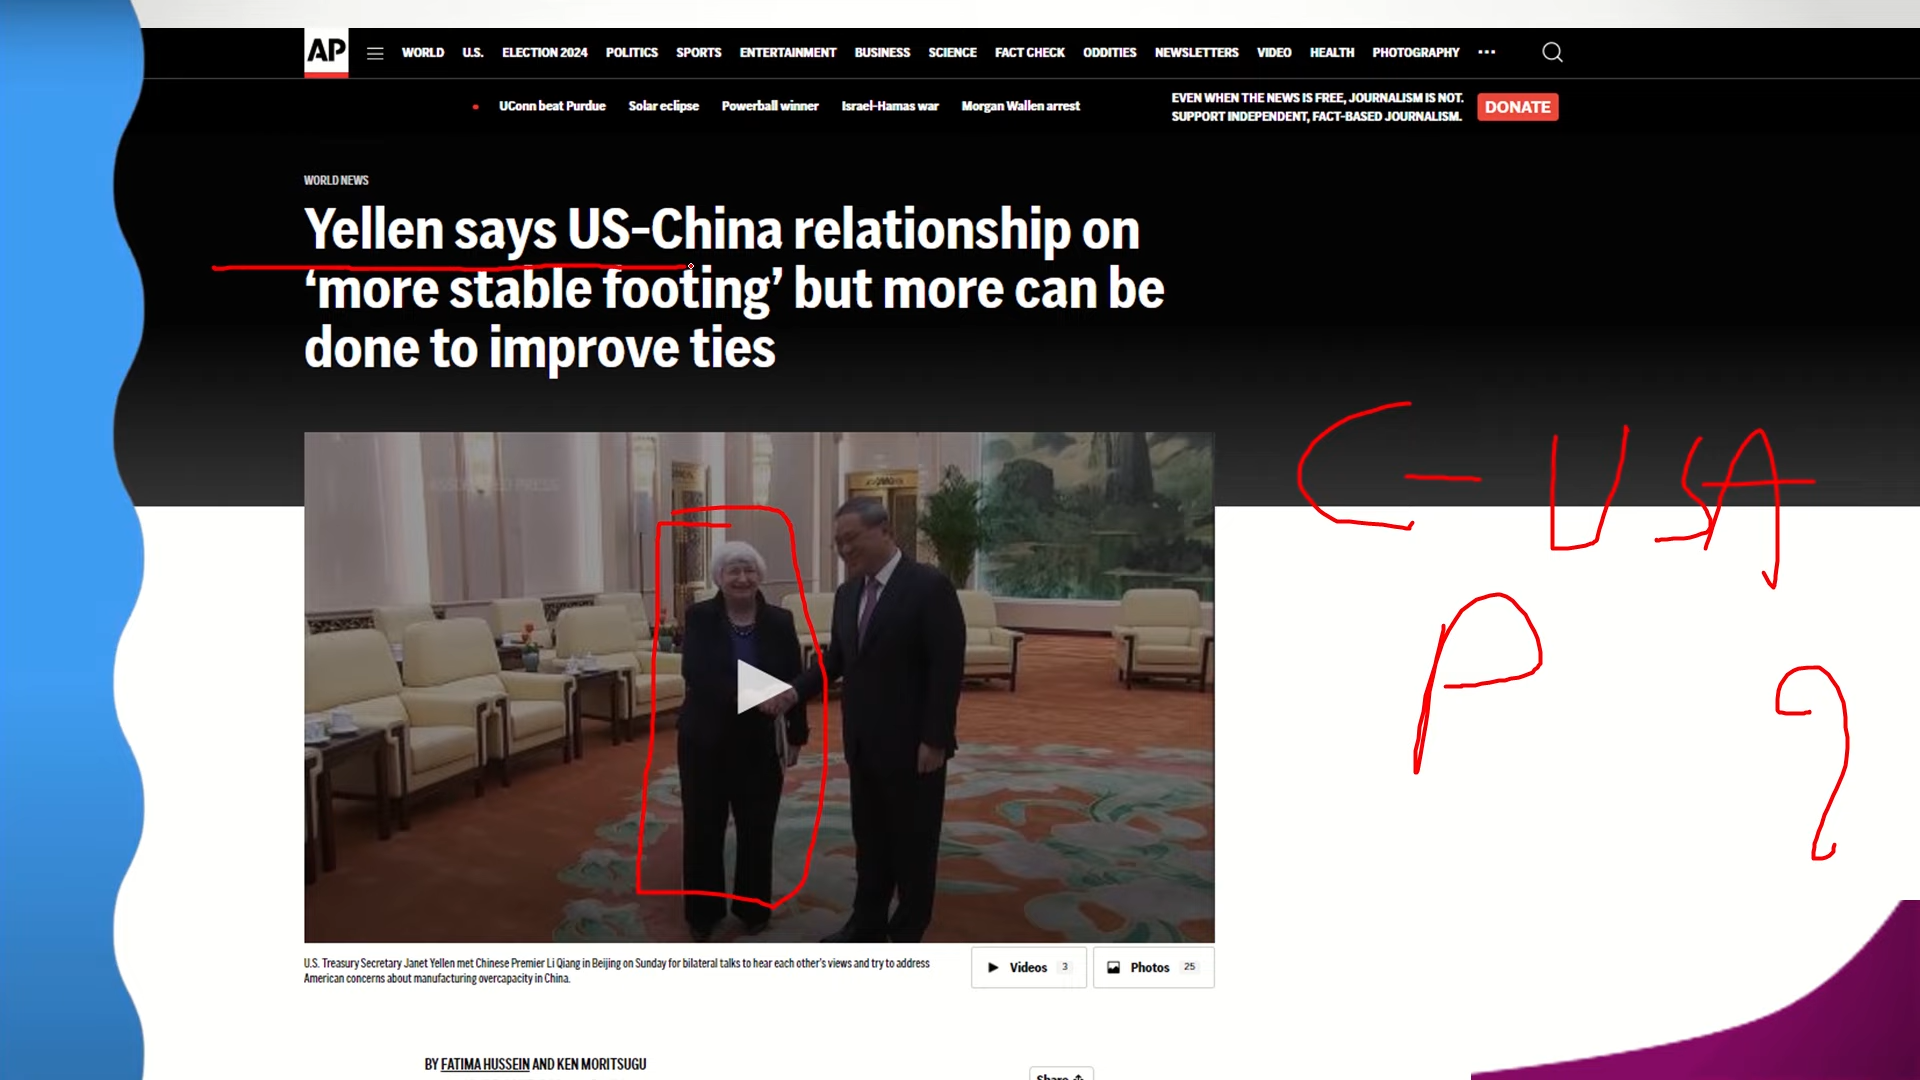 AP
WORLD U.S. ELECTION 2024 POLITICS SPORTS ENTERTAINMENT BUSINESS SCIENCE FACT CHECK ODDITIES NEWSLETTERS VIDEO HEALTH PHOTOGRAPHY
UConn beat Purdue Solar eclipse Powerball winner Israel-Hamas war Morgan Wallen arrest
EVEN WHEN THE NEWS IS FREE, JOURNALISM IS NOT.
SUPPORT INDEPENDENT, FACT-BASED JOURNALISM.
DONATE
WORLD NEWS
Yellen says US-China relationship on
‘more stable footing’ but more can be
done to improve ties
ASSOCIATED PRESS
C-USA
P ?
U.S. Treasury Secretary Janet Yellen met Chinese Premier Li Qiang in Beijing on Sunday for bilateral talks to hear each other’s views and try to address
American concerns about manufacturing overcapacity in China.
Videos 3
Photos 25
BY FATIMA HUSSEIN AND KEN MORITSUGU
Share